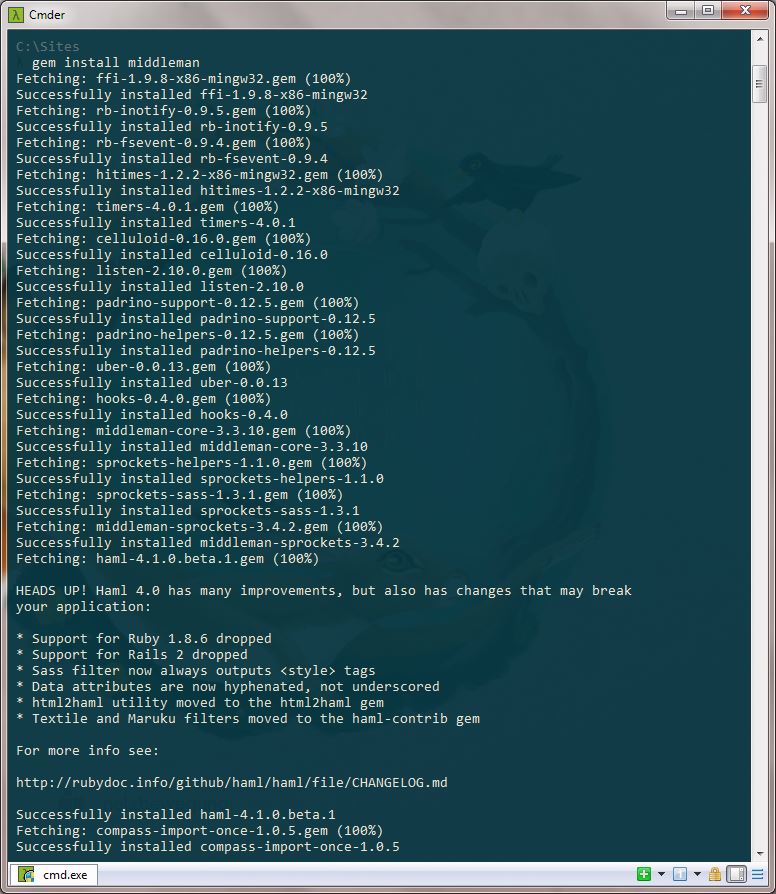 Cmder
C:\Sites
λ gem install middleman
Fetching: ffi-1.9.8-x86-mingw32.gem (100%)
Successfully installed ffi-1.9.8-x86-mingw32
Fetching: rb-inotify-0.9.5.gem (100%)
Successfully installed rb-inotify-0.9.5
Fetching: rb-fsevent-0.9.4.gem (100%)
Successfully installed rb-fsevent-0.9.4
Fetching: hitimes-1.2.2-x86-mingw32.gem (100%)
Successfully installed hitimes-1.2.2-x86-mingw32
Fetching: timers-4.0.1.gem (100%)
Successfully installed timers-4.0.1
Fetching: celluloid-0.16.0.gem (100%)
Successfully installed celluloid-0.16.0
Fetching: listen-2.10.0.gem (100%)
Successfully installed listen-2.10.0
Fetching: padrino-support-0.12.5.gem (100%)
Successfully installed padrino-support-0.12.5
Fetching: padrino-helpers-0.12.5.gem (100%)
Successfully installed padrino-helpers-0.12.5
Fetching: uber-0.0.13.gem (100%)
Successfully installed uber-0.0.13
Fetching: hooks-0.4.0.gem (100%)
Successfully installed hooks-0.4.0
Fetching: middleman-core-3.3.10.gem (100%)
Successfully installed middleman-core-3.3.10
Fetching: sprockets-helpers-1.1.0.gem (100%)
Successfully installed sprockets-helpers-1.1.0
Fetching: sprockets-sass-1.3.1.gem (100%)
Successfully installed sprockets-sass-1.3.1
Fetching: middleman-sprockets-3.4.2.gem (100%)
Successfully installed middleman-sprockets-3.4.2
Fetching: haml-4.1.0.beta.1.gem (100%)
HEADS UP! Haml 4.0 has many improvements, but also has changes that may break
your application:
* Support for Ruby 1.8.6 dropped
* Support for Rails 2 dropped
* Sass filter now always outputs <style> tags
* Data attributes are now hyphenated, not underscored
* html2haml utility moved to the html2haml gem
* Textile and Maruku filters moved to the haml-contrib gem
For more info see:
http://rubydoc.info/github/haml/haml/file/CHANGELOG.md
Successfully installed haml-4.1.0.beta.1
Fetching: compass-import-once-1.0.5.gem (100%)
Successfully installed compass-import-once-1.0.5
cmd.exe